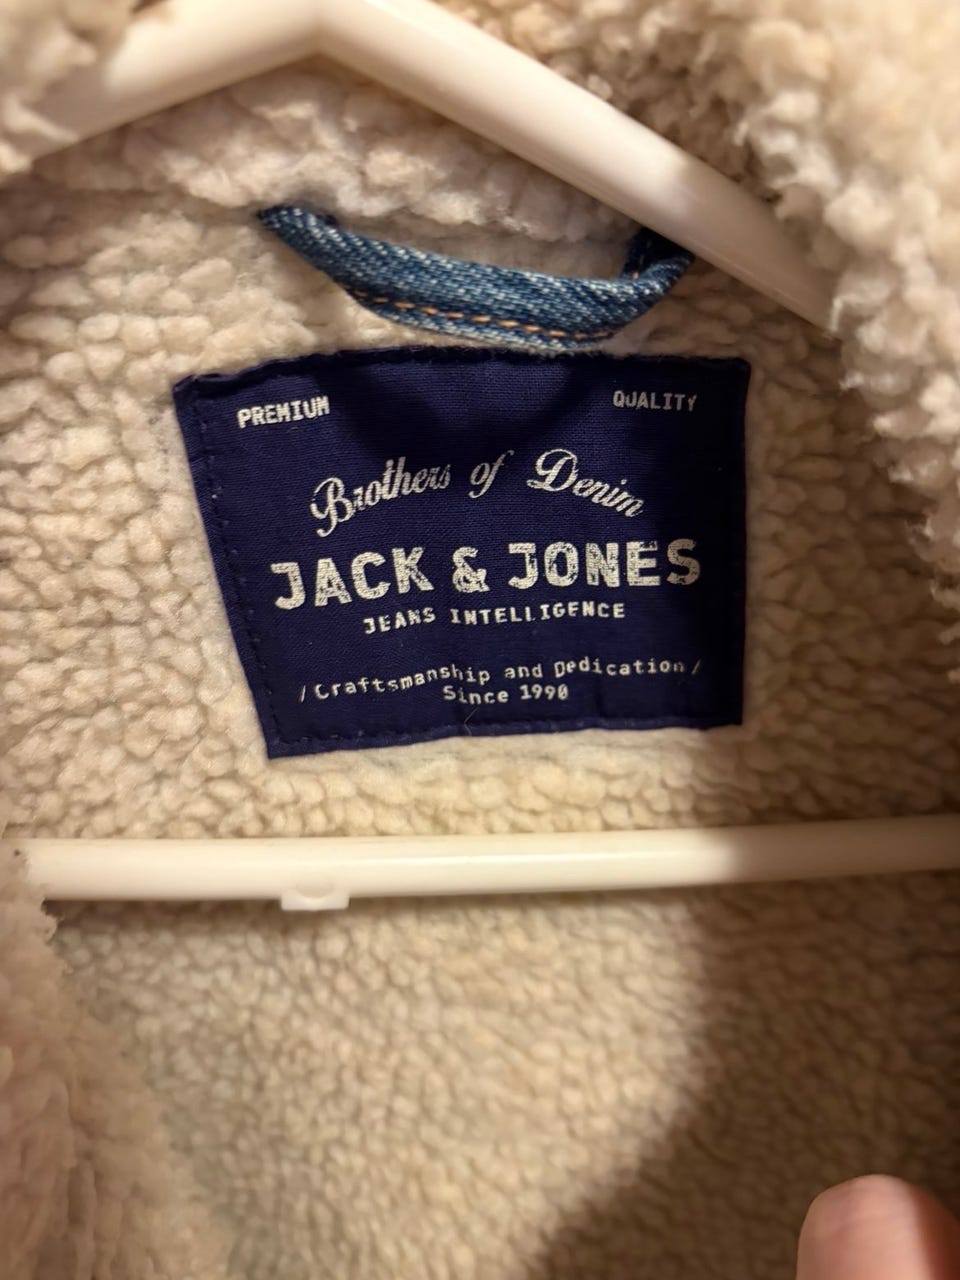 PREMIUM QUALITY
Brothers of Denim
JACK & JONES
JEANS INTELLIGENCE
/Craftsmanship and Dedication/
Since 1990